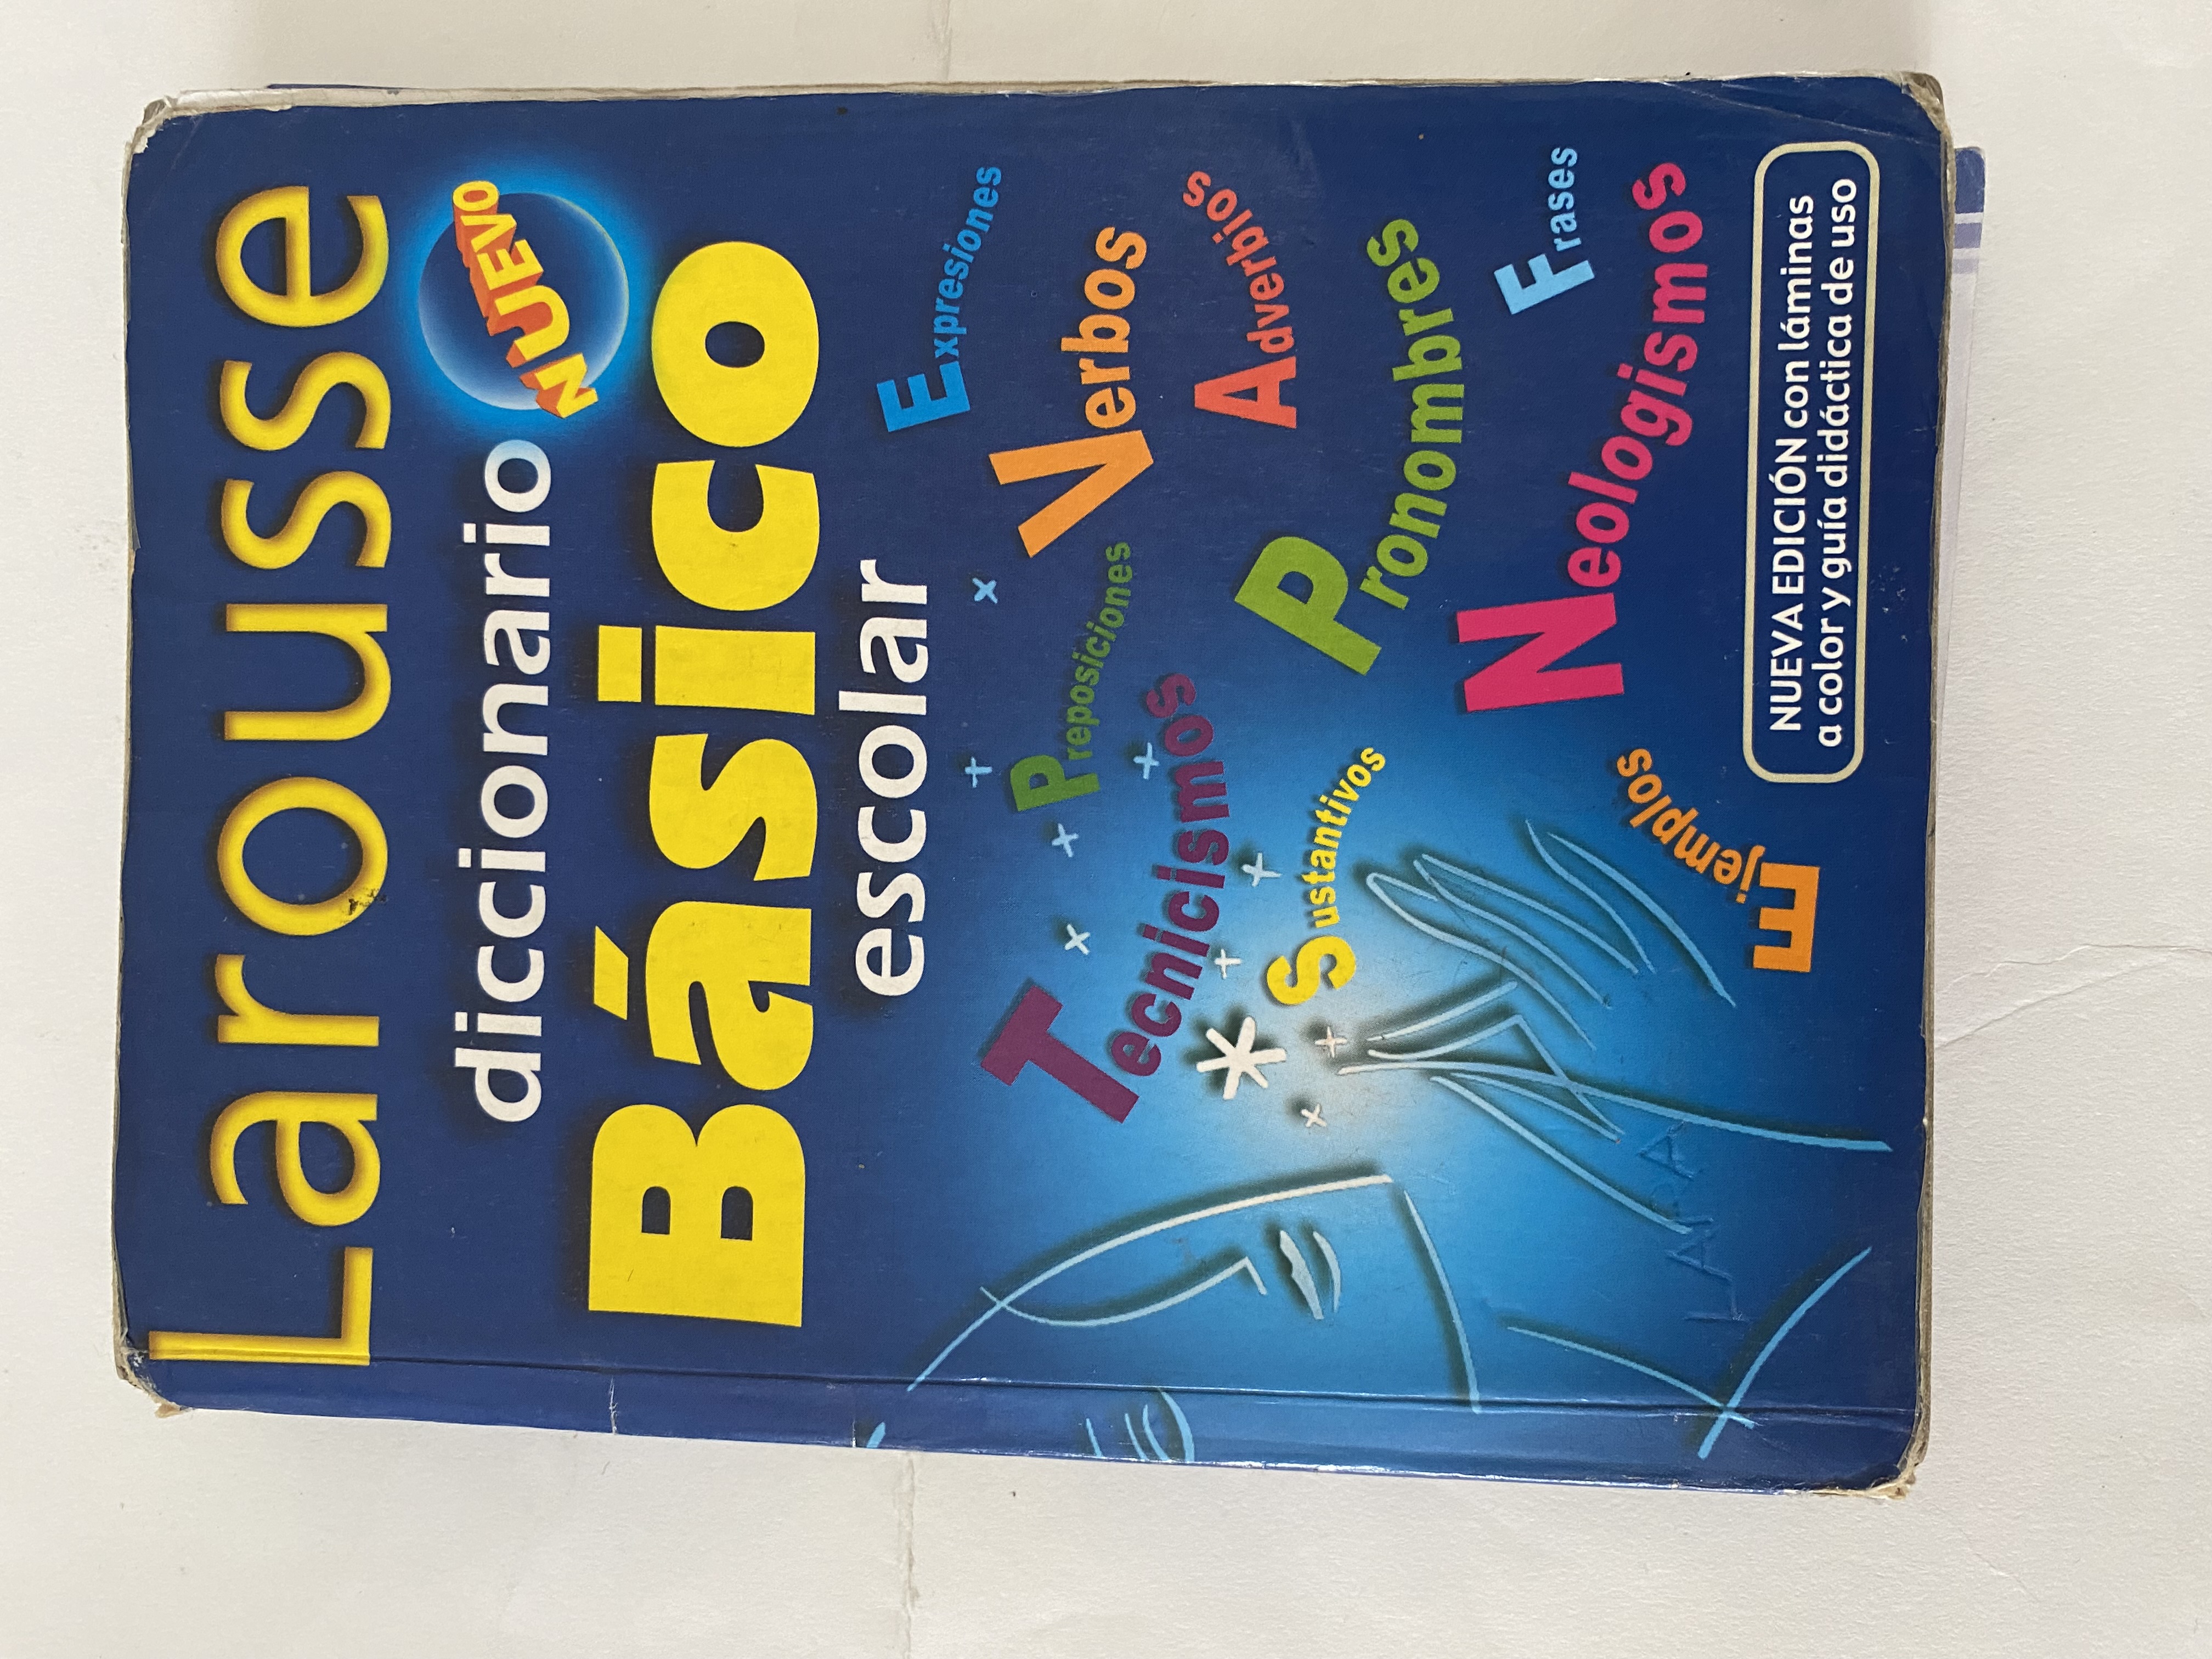 Larousse
diccionario
NUEVO
Básico
escolar
Expresiones
Preposiciones
Verbos
Tecnicismos
Adverbios
Sustantivos
Pronombres
Neologismos
Frases
Ejemplos
LARA
NUEVA EDICIÓN con láminas
a color y guía didáctica de uso